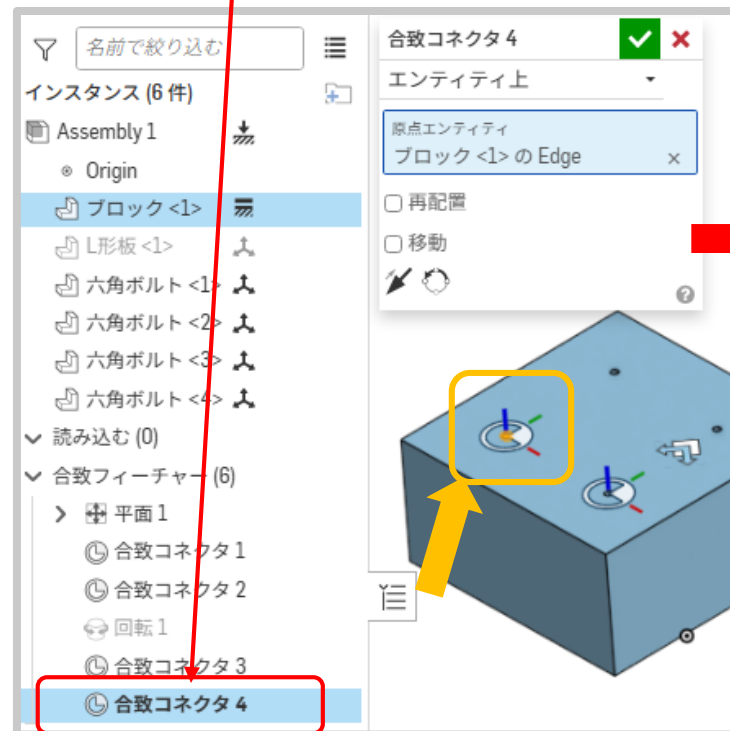 名前で絞り込む
インスタンス (6 件)
Assembly 1
Origin
ブロック <1>
L形板 <1>
六角ボルト <1>
六角ボルト <2>
六角ボルト <3>
六角ボルト <4>
読み込む (0)
合致フィーチャー (6)
平面 1
合致コネクタ 1
合致コネクタ 2
回転 1
合致コネクタ 3
合致コネクタ 4
合致コネクタ 4
エンティティ上
原点エンティティ
ブロック <1> の Edge
再配置
移動